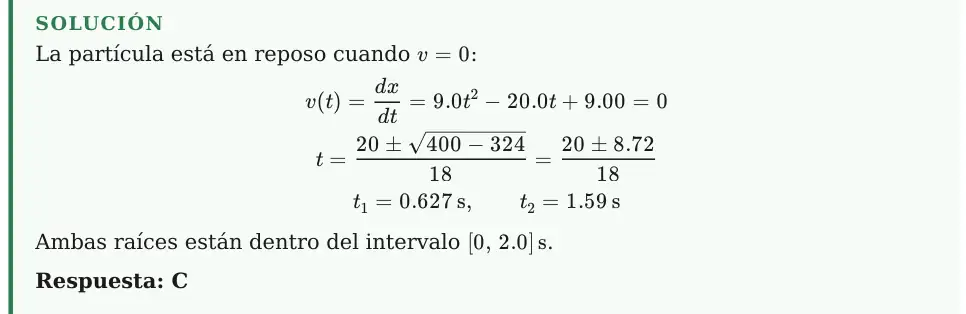 SOLUCIÓN
La partícula está en reposo cuando v = 0:
v(t) = dx/dt = 9.0t² − 20.0t + 9.00 = 0
t = (20 ± √(400 − 324))/18 = (20 ± 8.72)/18
t₁ = 0.627 s, t₂ = 1.59 s
Ambas raíces están dentro del intervalo [0, 2.0] s.
Respuesta: C